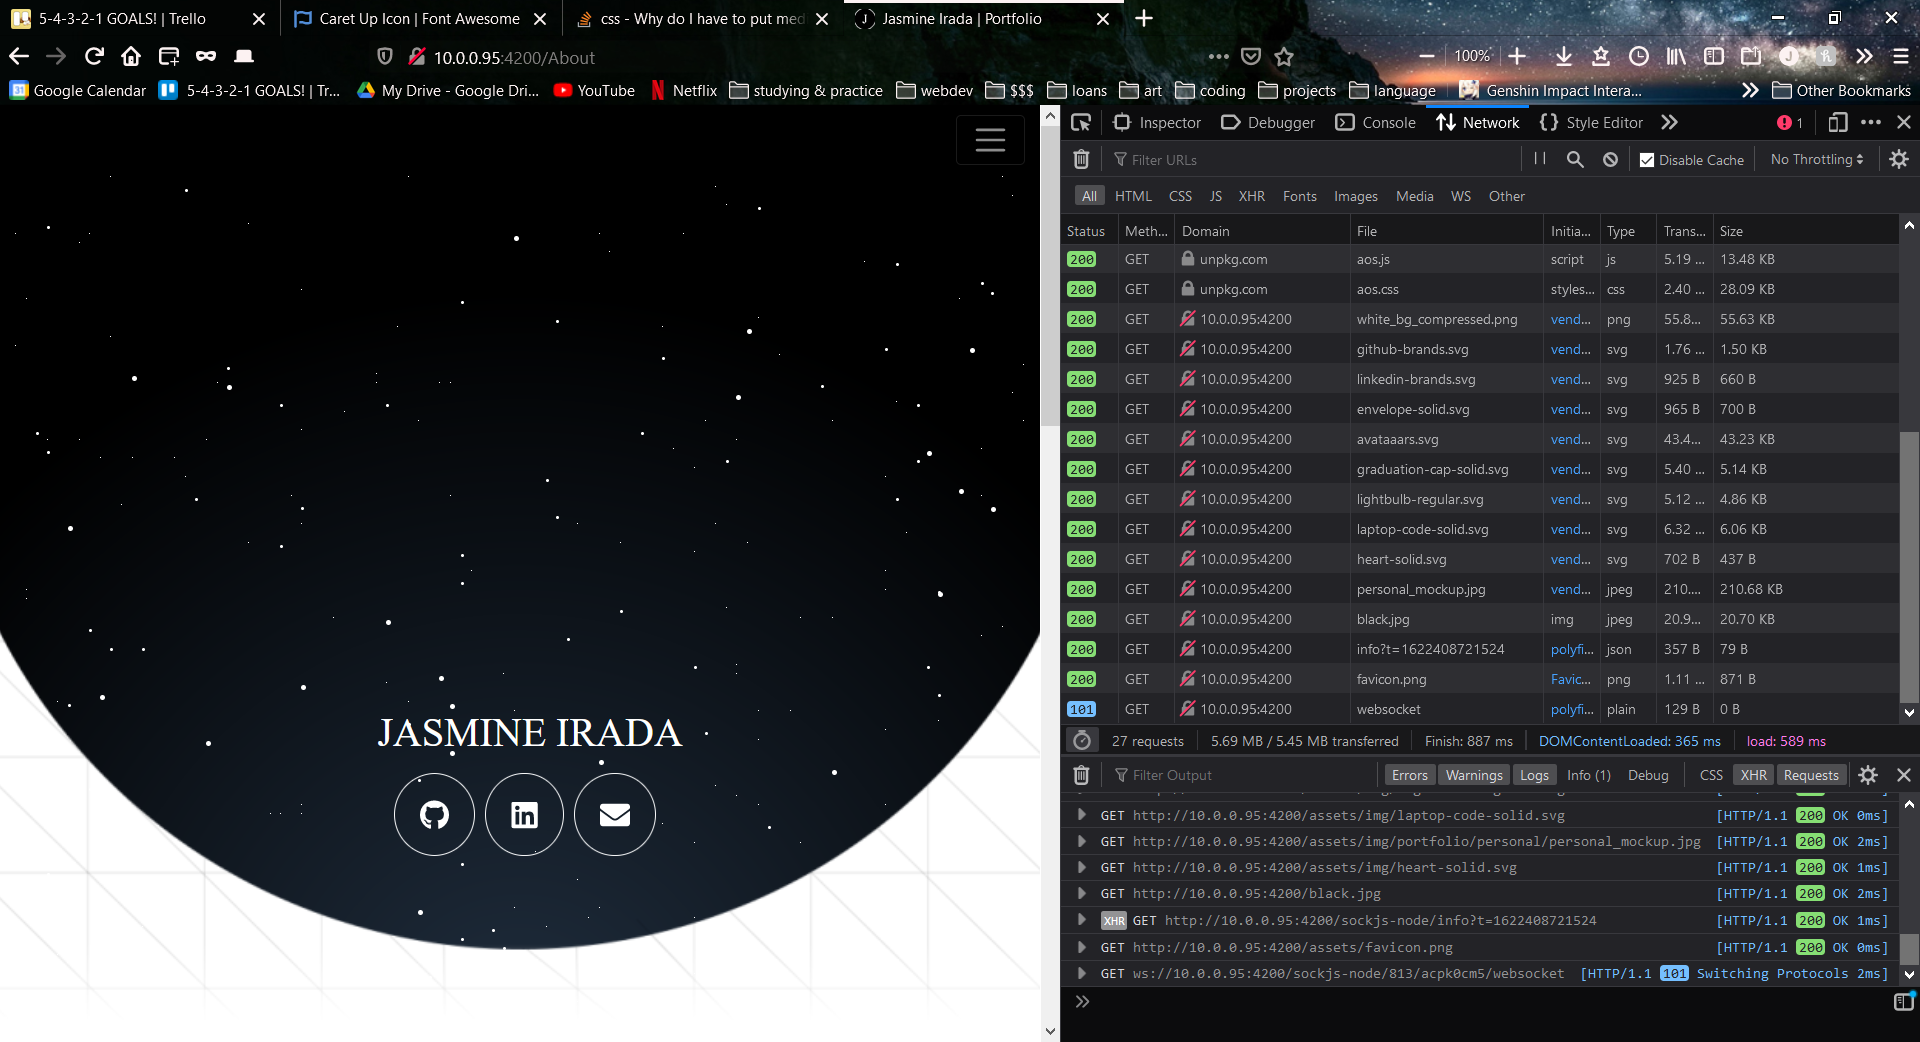 5-4-3-2-1 GOALS! | Trello
Caret Up Icon | Font Awesome
css - Why do I have to put med
Jasmine Irada | Portfolio
10.0.0.95:4200/About
100%
Google Calendar
5-4-3-2-1 GOALS! | Tr...
My Drive - Google Dri...
YouTube
Netflix
studying & practice
webdev
$$$
loans
art
coding
projects
language
Genshin Impact Intera...
Other Bookmarks
JASMINE IRADA
Inspector
Debugger
Console
Network
Style Editor
1
Filter URLs
Disable Cache
No Throttling
All HTML CSS JS XHR Fonts Images Media WS Other
Status Meth... Domain File Initia... Type Trans... Size
200 GET unpkg.com aos.js script js 5.19 ... 13.48 KB
200 GET unpkg.com aos.css styles... css 2.40 ... 28.09 KB
200 GET 10.0.0.95:4200 white_bg_compressed.png vend... png 55.8... 55.63 KB
200 GET 10.0.0.95:4200 github-brands.svg vend... svg 1.76 ... 1.50 KB
200 GET 10.0.0.95:4200 linkedin-brands.svg vend... svg 925 B 660 B
200 GET 10.0.0.95:4200 envelope-solid.svg vend... svg 965 B 700 B
200 GET 10.0.0.95:4200 avataaars.svg vend... svg 43.4... 43.23 KB
200 GET 10.0.0.95:4200 graduation-cap-solid.svg vend... svg 5.40 ... 5.14 KB
200 GET 10.0.0.95:4200 lightbulb-regular.svg vend... svg 5.12 ... 4.86 KB
200 GET 10.0.0.95:4200 laptop-code-solid.svg vend... svg 6.32 ... 6.06 KB
200 GET 10.0.0.95:4200 heart-solid.svg vend... svg 702 B 437 B
200 GET 10.0.0.95:4200 personal_mockup.jpg vend... jpeg 210.... 210.68 KB
200 GET 10.0.0.95:4200 black.jpg img jpeg 20.9... 20.70 KB
200 GET 10.0.0.95:4200 info?t=1622408721524 polyfi... json 357 B 79 B
200 GET 10.0.0.95:4200 favicon.png Favic... png 1.11 ... 871 B
101 GET 10.0.0.95:4200 websocket polyfi... plain 129 B 0 B
27 requests 5.69 MB / 5.45 MB transferred Finish: 887 ms DOMContentLoaded: 365 ms load: 589 ms
Filter Output
Errors Warnings Logs Info (1) Debug CSS XHR Requests
GET http://10.0.0.95:4200/assets/img/laptop-code-solid.svg [HTTP/1.1 200 OK 0ms]
GET http://10.0.0.95:4200/assets/img/portfolio/personal/personal_mockup.jpg [HTTP/1.1 200 OK 2ms]
GET http://10.0.0.95:4200/assets/img/heart-solid.svg [HTTP/1.1 200 OK 1ms]
GET http://10.0.0.95:4200/black.jpg [HTTP/1.1 200 OK 2ms]
XHR GET http://10.0.0.95:4200/sockjs-node/info?t=1622408721524 [HTTP/1.1 200 OK 1ms]
GET http://10.0.0.95:4200/assets/favicon.png [HTTP/1.1 200 OK 0ms]
GET ws://10.0.0.95:4200/sockjs-node/813/acpk0cm5/websocket [HTTP/1.1 101 Switching Protocols 2ms]